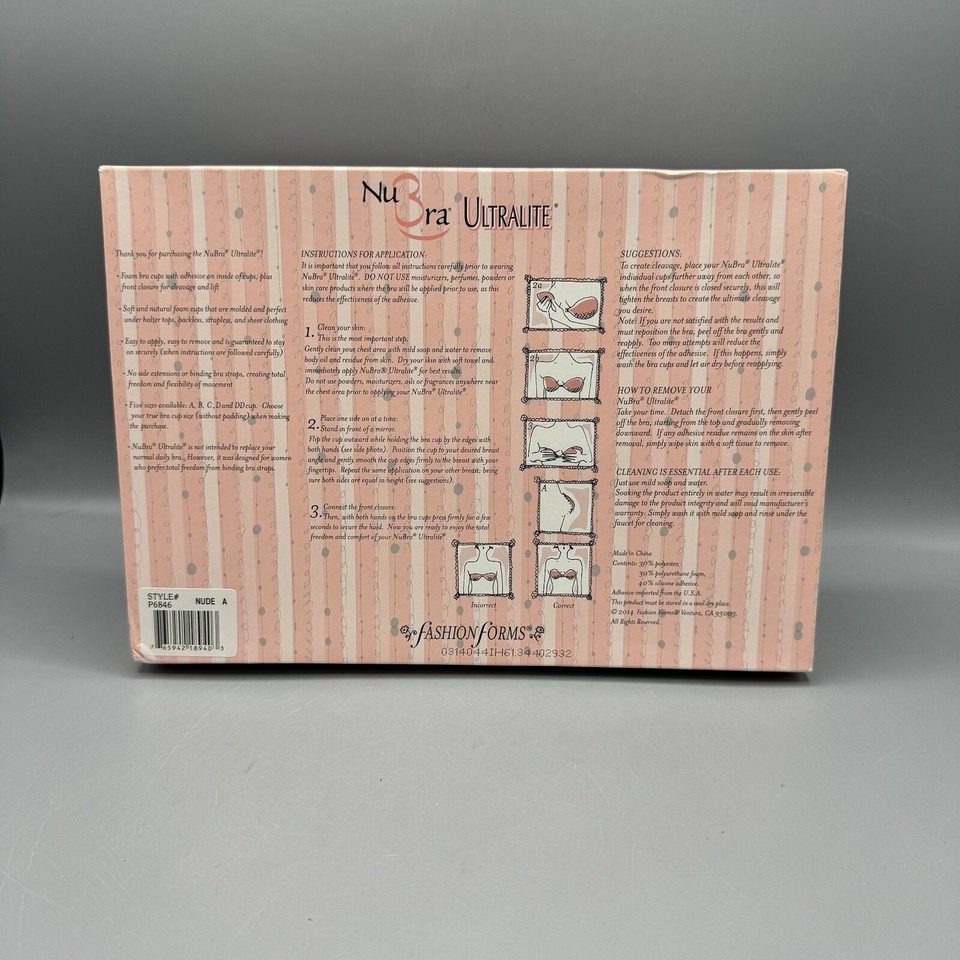 NuBra® ULTRALITE™
Thank you for purchasing the NuBra® Ultralite®!
- Foam bra cups with adhesive on inside of cups, plus
front closure for cleavage and lift
- Soft and natural foam cups that are molded and perfect
under halter tops, backless, strapless, and sheer clothing
- Easy to apply, easy to remove and is guaranteed to stay
on securely (when instructions are followed carefully)
- No side extensions or binding bra straps, creating total
freedom and flexibility of movement
- Five sizes available: A, B, C, D and DD cup. Choose
your true bra cup size (without padding) when making
the purchase.
- NuBra® Ultralite® is not intended to replace your
normal daily bra. However, it was designed for women
who prefer total freedom from binding bra straps.
STYLE#
P6846 NUDE A
7 65942 18940 3
INSTRUCTIONS FOR APPLICATION:
It is important that you follow all instructions carefully prior to wearing
NuBra® Ultralite®. DO NOT USE moisturizers, perfumes, powders or
skin care products where the bra will be applied prior to use, as this
reduces the effectiveness of the adhesive.
1. Clean your skin:
This is the most important step.
Gently clean your chest area with mild soap and water to remove
body oil and residue from skin. Dry your skin with soft towel and
immediately apply NuBra® Ultralite® for best results.
Do not use powders, moisturizers, oils or fragrances anywhere near
the chest area prior to applying your NuBra® Ultralite®.
2. Place one side on at a time:
Stand in front of a mirror.
Flip the cup outward while holding the bra cup by the edges with
both hands (see side photo). Position the cup to your desired breast
angle and gently smooth the cup edges firmly to the breast with your
fingertips. Repeat the same application on your other breast; being
sure both sides are equal in height (see suggestions).
3. Connect the front closure:
Then, with both hands on the bra cups press firmly for a few
seconds to secure the hold. Now you are ready to enjoy the total
freedom and comfort of your NuBra® Ultralite®.
2a
3
A
Incorrect
Correct
FASHION FORMS®
0314044IH6134402932
SUGGESTIONS:
To create cleavage, place your NuBra® Ultralite®
individual cups further away from each other, so
when the front closure is closed securely, this will
tighten the breasts to create the ultimate cleavage
you desire.
Note: If you are not satisfied with the results and
must reposition the bra, peel off the bra gently and
reapply. Too many attempts will reduce the
effectiveness of the adhesive. If this happens, simply
wash the bra cups and let air dry before reapplying.
HOW TO REMOVE YOUR
NuBra® Ultralite®
Take your time. Detach the front closure first, then gently peel
off the bra, starting from the top and gradually removing
downward. If any adhesive residue remains on the skin after
removal, simply wipe skin with a soft tissue to remove.
CLEANING IS ESSENTIAL AFTER EACH USE:
Just use mild soap and water.
Soaking the product entirely in water may result in irreversible
damage to the product integrity and will void manufacturer's
warranty. Simply wash it with mild soap and rinse under the
faucet for cleaning.
Made in China
Contents: 30% polyester,
30% polyurethane foam,
40% silicone adhesive.
Adhesive imported from the U.S.A.
This product must be stored in a cool dry place.
© 2014 Fashion Forms® Ventura, CA 93003.
All Rights Reserved.